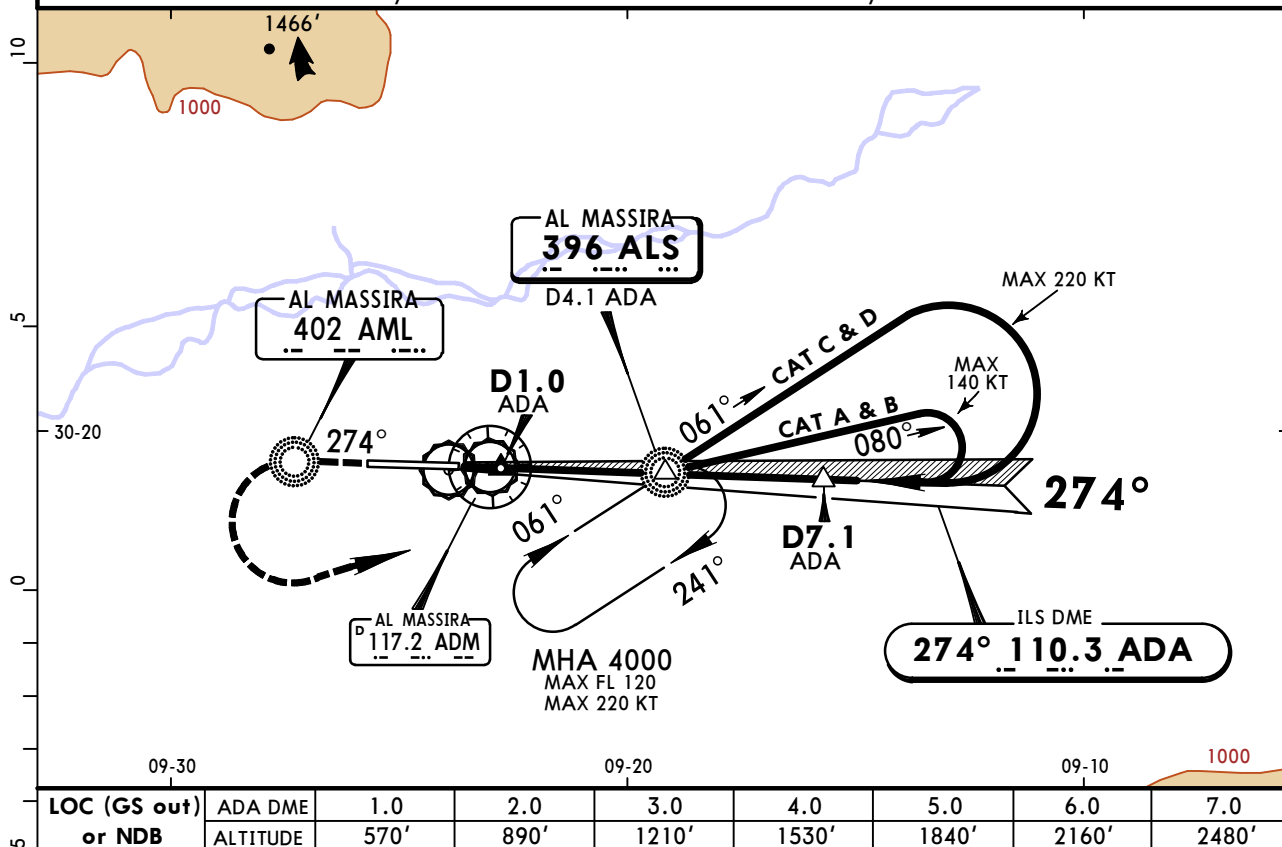 1466'
10
1000
AL MASSIRA
396 ALS
D4.1 ADA
AL MASSIRA
402 AML
MAX 220 KT
5
CAT C & D
MAX
140 KT
D1.0
ADA
061°
CAT A & B
080°
30-20
274°
274°
061°
D7.1
ADA
241°
0
D
AL MASSIRA
117.2 ADM
ILS DME
274° 110.3 ADA
MHA 4000
MAX FL 120
MAX 220 KT
1000
09-30 09-20 09-10
LOC (GS out) ADA DME 1.0 2.0 3.0 4.0 5.0 6.0 7.0
or NDB ALTITUDE 570' 890' 1210' 1530' 1840' 2160' 2480'
5